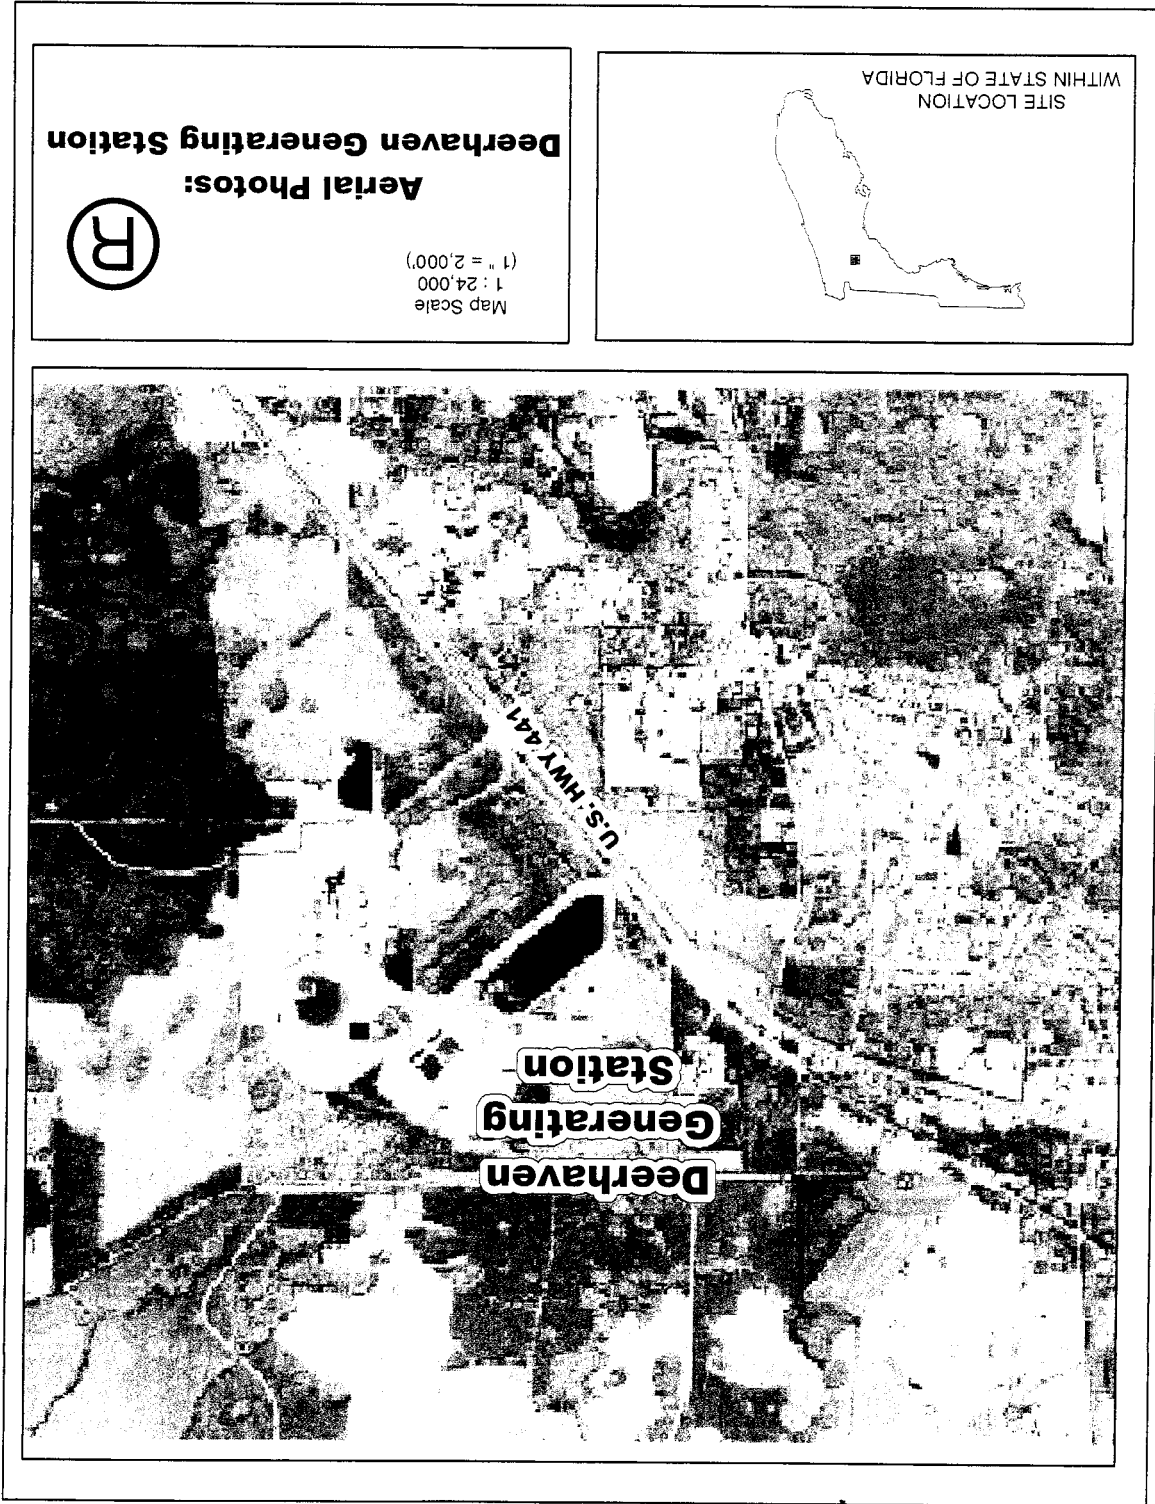 Deerhaven
Generating
Station
U.S. HWY 441
SITE LOCATION
WITHIN STATE OF FLORIDA
Map Scale
1 : 24,000
(1 " = 2,000')
Aerial Photos:
Deerhaven Generating Station
R